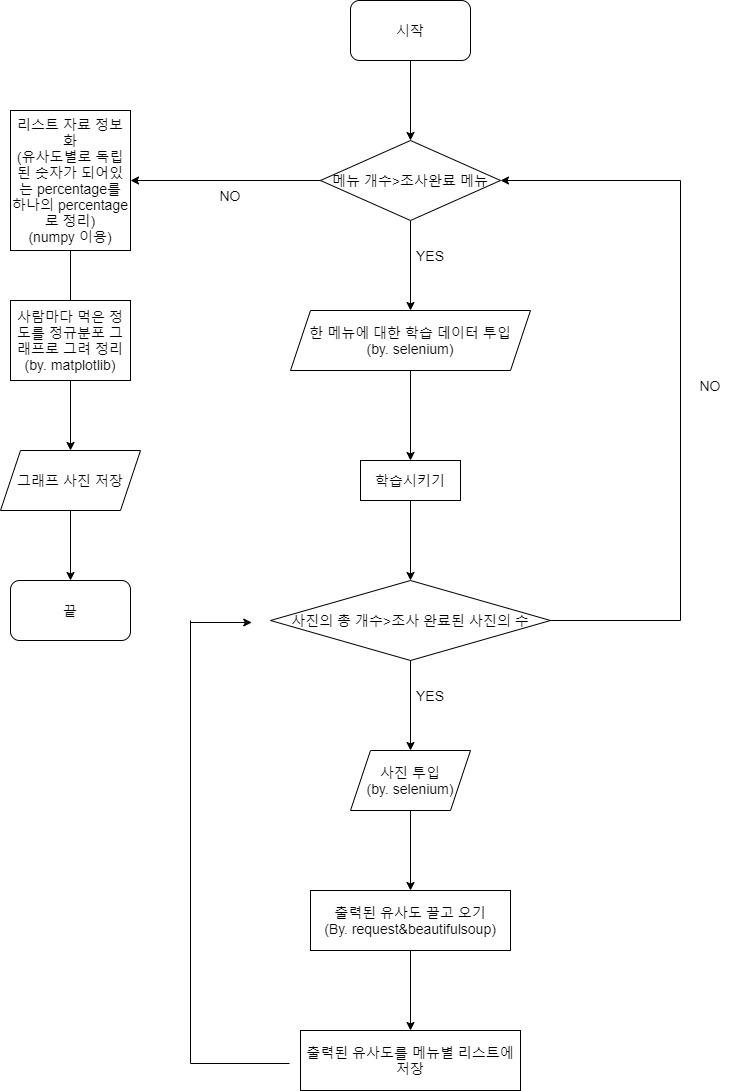 시작
메뉴 개수>조사완료 메뉴
NO
YES
리스트 자료 정보
화
(유사도별로 독립
된 숫자가 되어있
는 percentage를
하나의 percentage
로 정리)
(numpy 이용)
사람마다 먹은 정
도를 정규분포 그
래프로 그려 정리
(by. matplotlib)
그래프 사진 저장
끝
한 메뉴에 대한 학습 데이터 투입
(by. selenium)
학습시키기
사진의 총 개수>조사 완료된 사진의 수
NO
YES
사진 투입
(by. selenium)
출력된 유사도 끌고 오기
(By. request&beautifulsoup)
출력된 유사도를 메뉴별 리스트에
저장